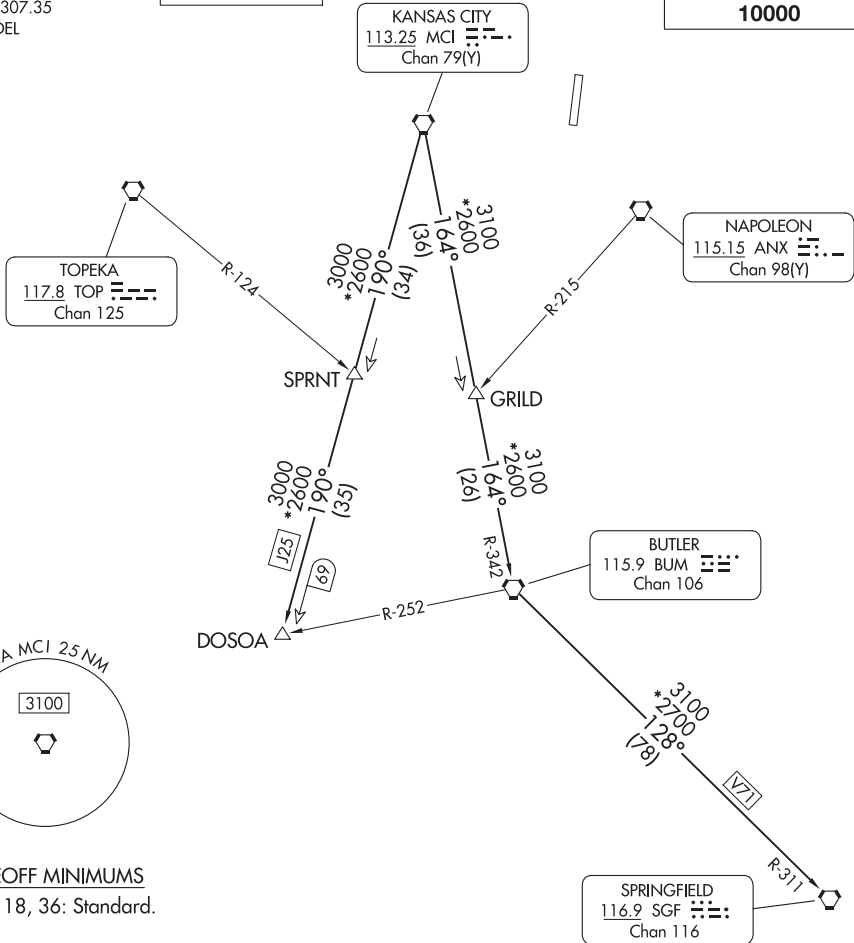 307.35
DEL
10000
KANSAS CITY
113.25 MCI
Chan 79(Y)
TOPEKA
117.8 TOP
Chan 125
NAPOLEON
115.15 ANX
Chan 98(Y)
R-124
3000
*2600
190°
(34)
3100
*2600
164°
(36)
R-215
SPRNT
GRILD
3000
*2600
190°
(35)
3100
*2600
164°
(26)
J25
69
R-342
BUTLER
115.9 BUM
Chan 106
R-252
DOSOA
A MCI 25 NM
3100
3100
*2700
128°
(78)
V71
R-311
EOFF MINIMUMS
18, 36: Standard.
SPRINGFIELD
116.9 SGF
Chan 116